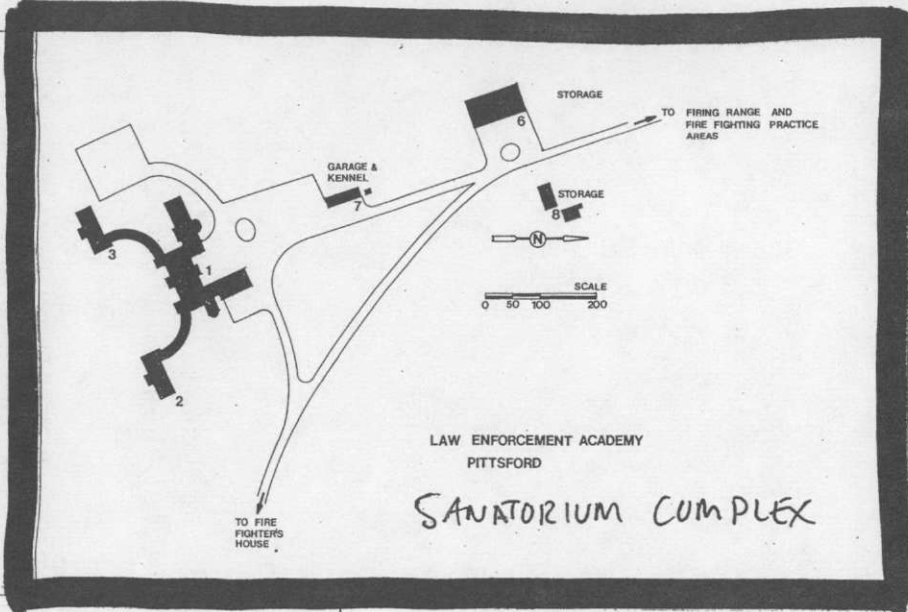 STORAGE
6
TO FIRING RANGE AND
FIRE FIGHTING PRACTICE
AREAS
GARAGE &
KENNEL
7
STORAGE
8
N
SCALE
0 50 100 200
3
1
2
LAW ENFORCEMENT ACADEMY
PITTSFORD
SANATORIUM COMPLEX
TO FIRE
FIGHTER'S
HOUSE